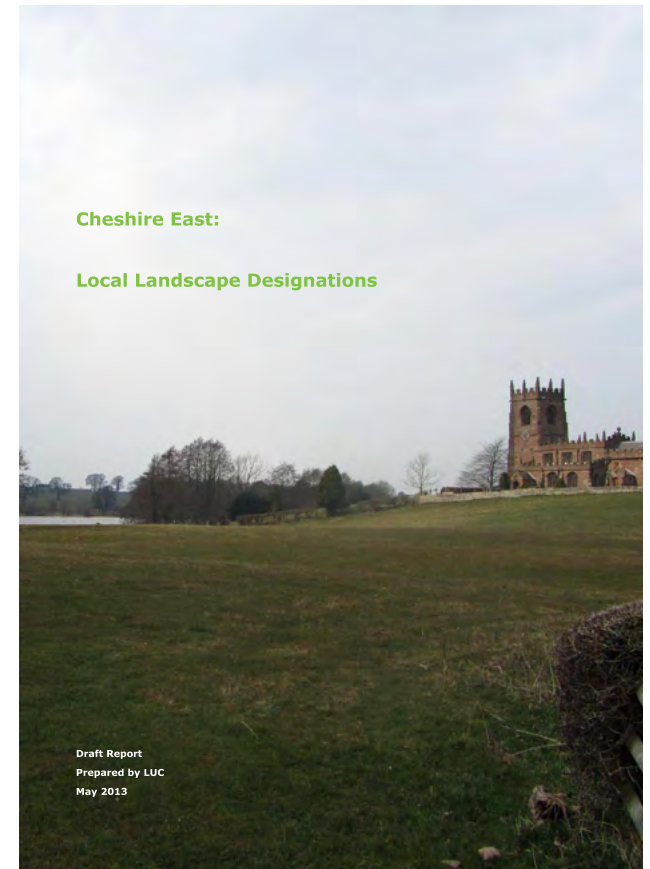 Cheshire East:
Local Landscape Designations
Draft Report
Prepared by LUC
May 2013